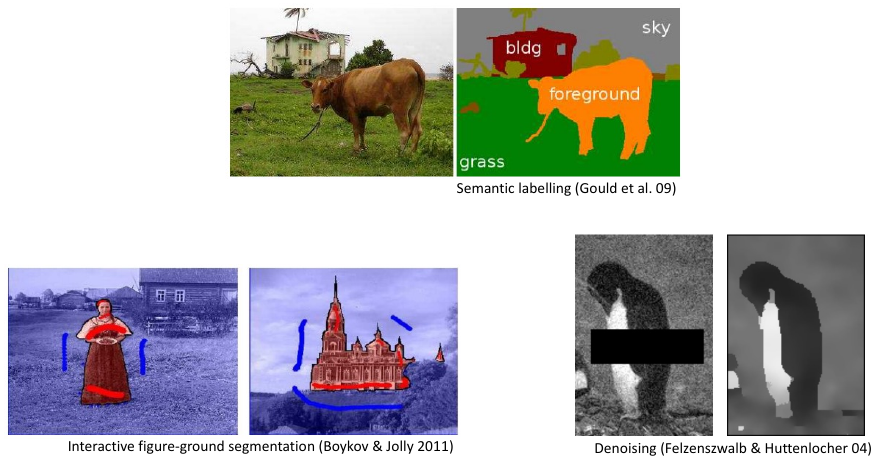 sky
bldg
foreground
grass
Semantic labelling (Gould et al. 09)
Interactive figure-ground segmentation (Boykov & Jolly 2011)
Denoising (Felzenszwalb & Huttenlocher 04)